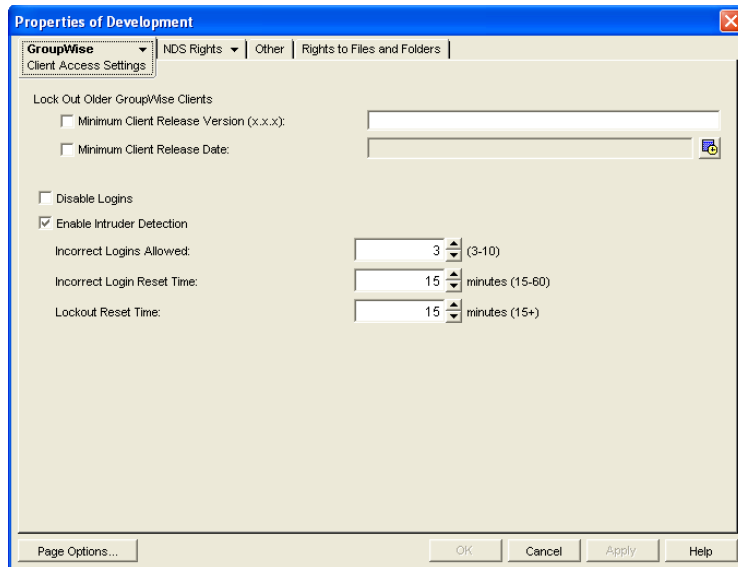 Properties of Development
GroupWise NDS Rights Other Rights to Files and Folders
Client Access Settings
Lock Out Older GroupWise Clients
Minimum Client Release Version (x.x.x):
Minimum Client Release Date:
Disable Logins
Enable Intruder Detection
Incorrect Logins Allowed: 3 (3-10)
Incorrect Login Reset Time: 15 minutes (15-60)
Lockout Reset Time: 15 minutes (15+)
Page Options... OK Cancel Apply Help